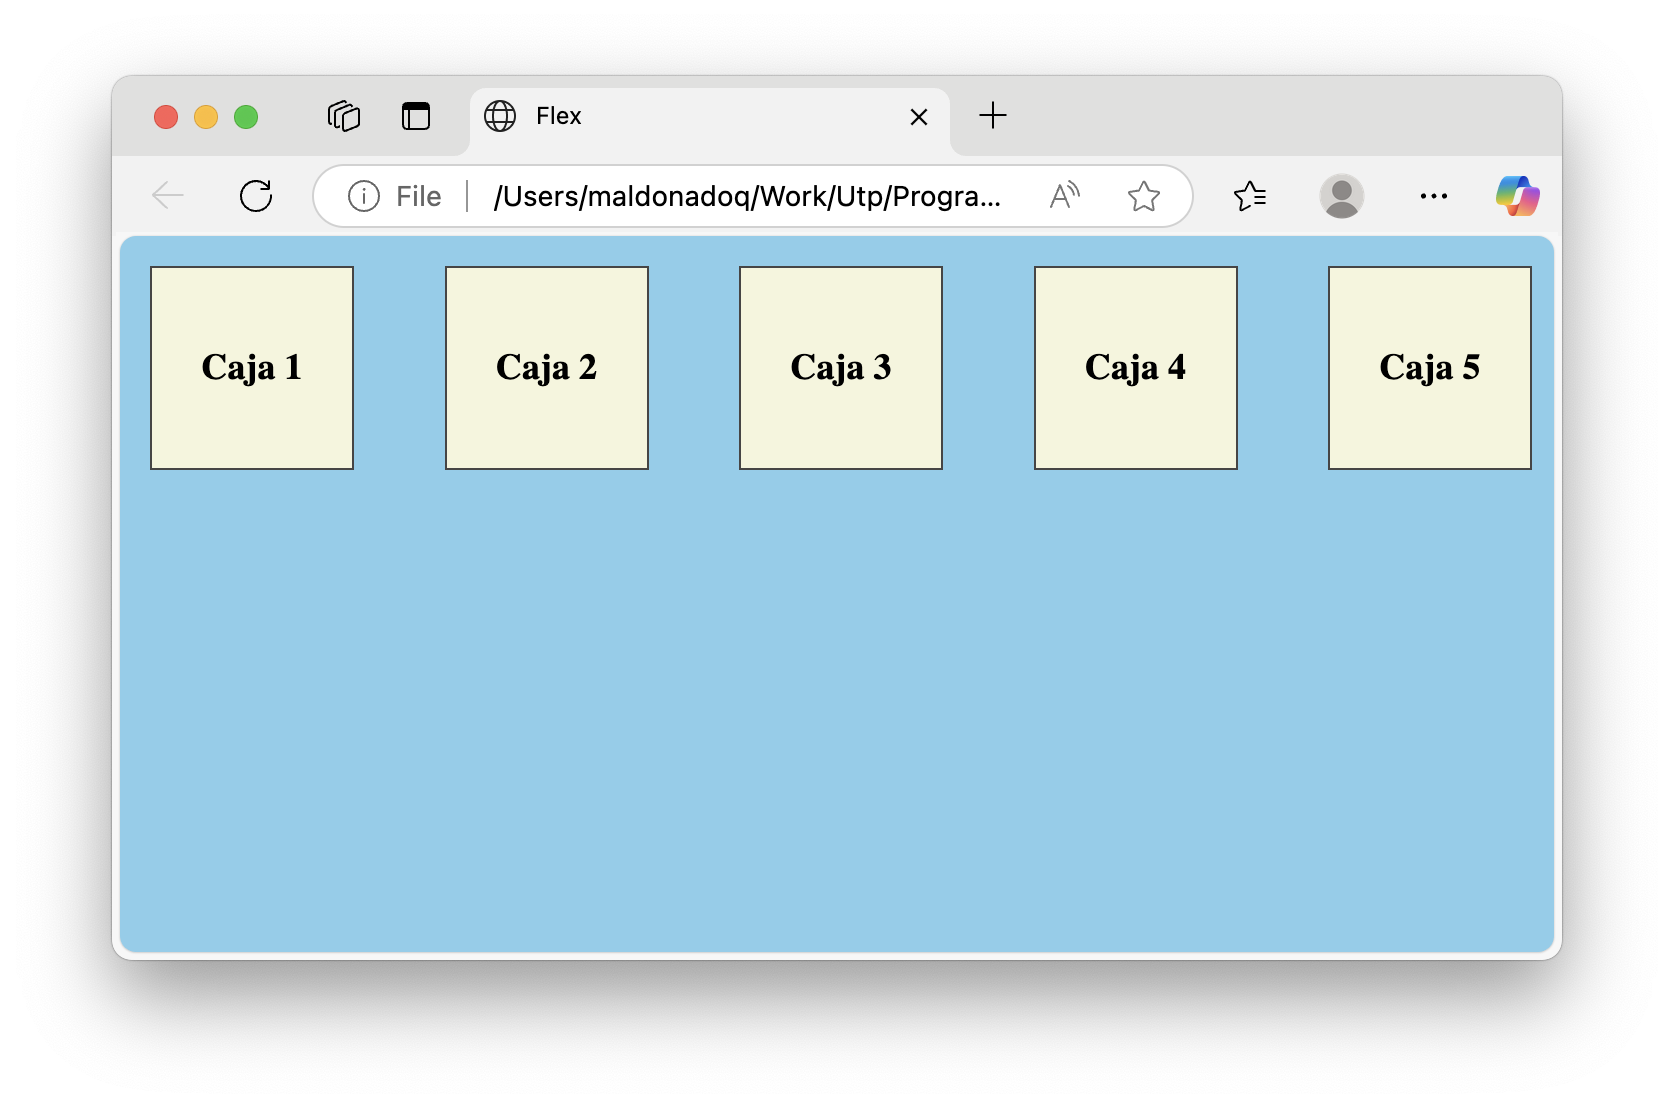 Flex
File
/Users/maldonadoq/Work/Utp/Progra...
Caja 1
Caja 2
Caja 3
Caja 4
Caja 5